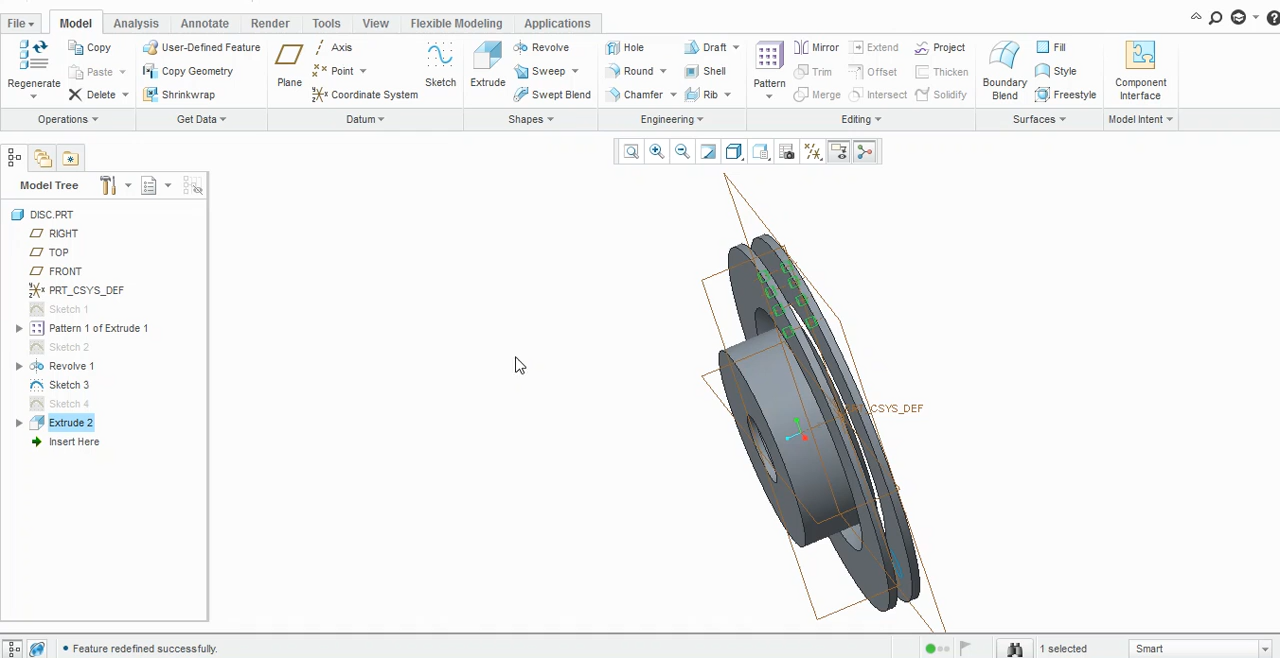 File
Model
Analysis
Annotate
Render
Tools
View
Flexible Modeling
Applications
Regenerate
Copy
Paste
Delete
Operations
User-Defined Feature
Copy Geometry
Shrinkwrap
Get Data
Plane
Axis
Point
Coordinate System
Sketch
Datum
Extrude
Revolve
Sweep
Swept Blend
Shapes
Hole
Round
Chamfer
Draft
Shell
Rib
Engineering
Pattern
Mirror
Trim
Merge
Extend
Offset
Intersect
Project
Thicken
Solidify
Editing
Boundary
Blend
Fill
Style
Freestyle
Surfaces
Component
Interface
Model Intent
Model Tree
DISC.PRT
RIGHT
TOP
FRONT
PRT_CSYS_DEF
Sketch 1
Pattern 1 of Extrude 1
Sketch 2
Revolve 1
Sketch 3
Sketch 4
Extrude 2
Insert Here
CSYS_DEF
• Feature redefined successfully.
1 selected
Smart